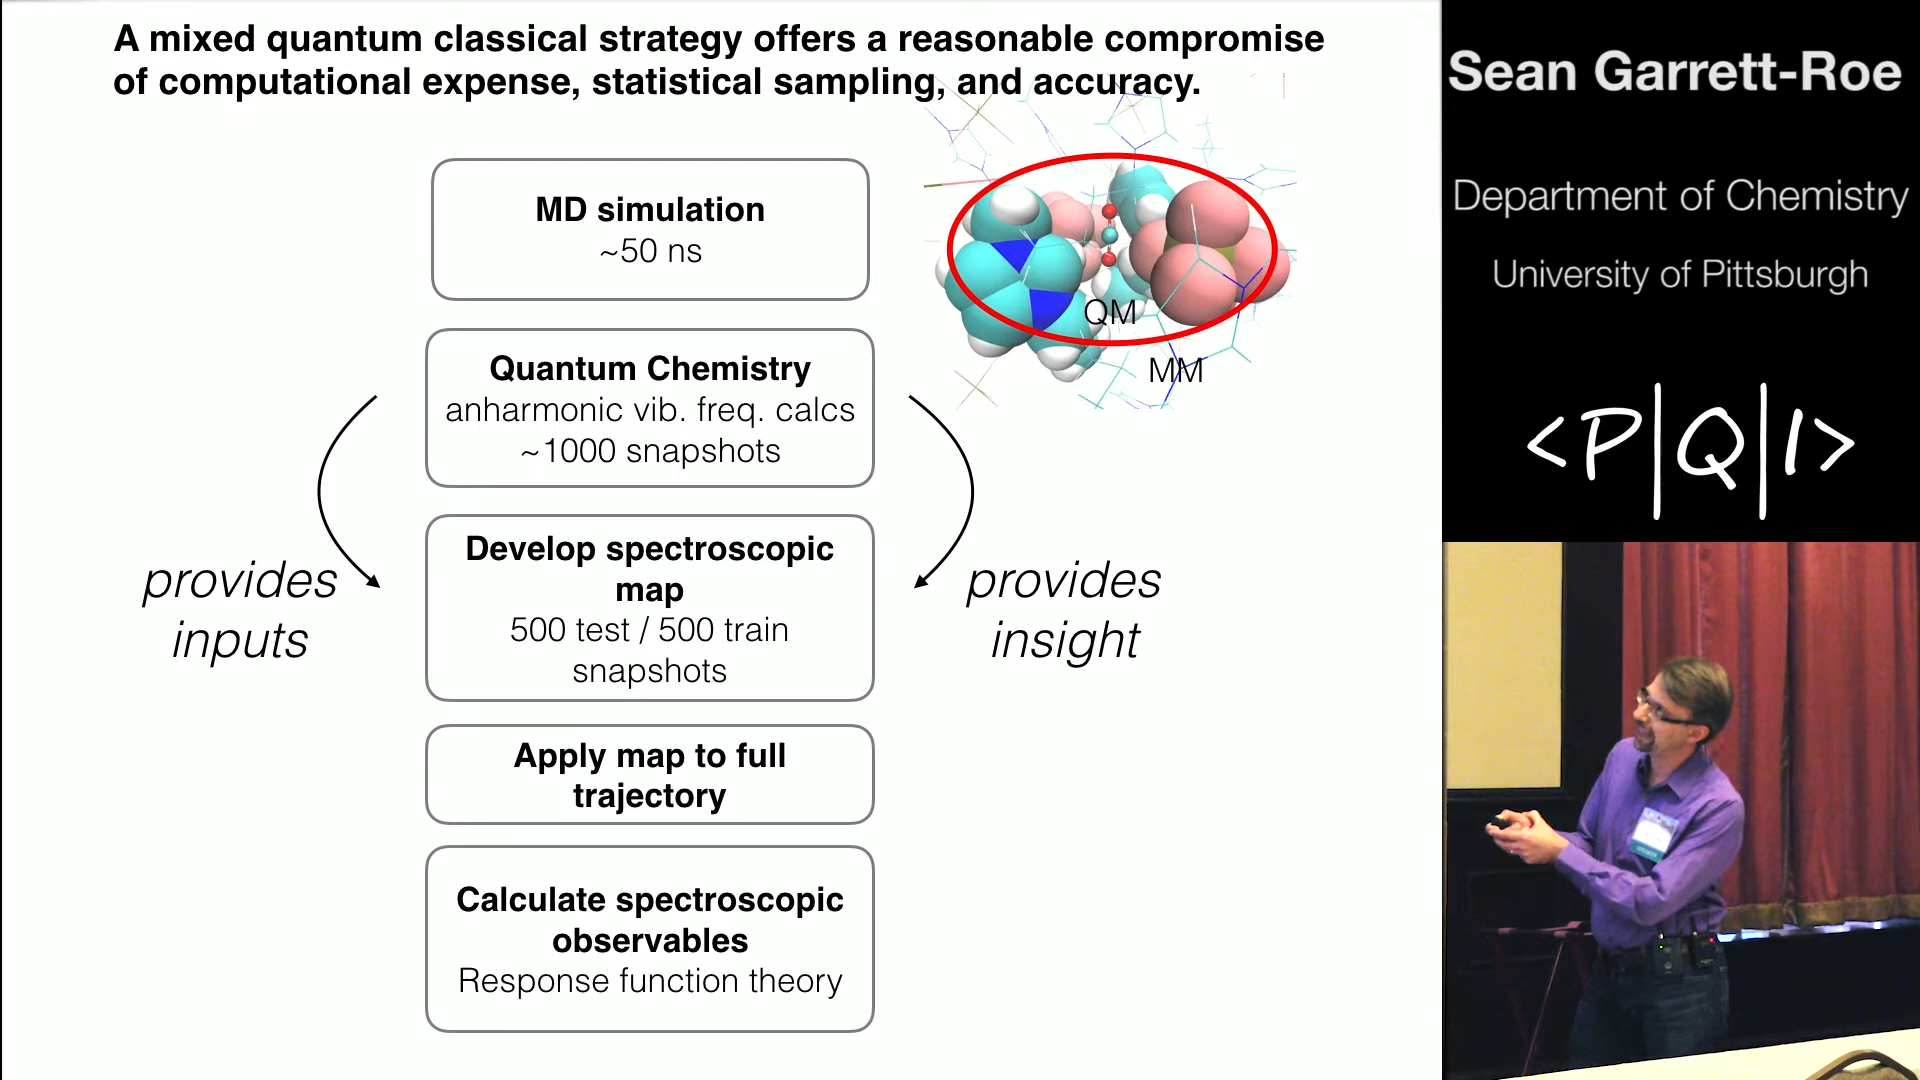 A mixed quantum classical strategy offers a reasonable compromise
of computational expense, statistical sampling, and accuracy.
MD simulation
~50 ns
QM
MM
Quantum Chemistry
anharmonic vib. freq. calcs
~1000 snapshots
provides
inputs
provides
insight
Develop spectroscopic
map
500 test / 500 train
snapshots
Apply map to full
trajectory
Calculate spectroscopic
observables
Response function theory
Sean Garrett-Roe
Department of Chemistry
University of Pittsburgh
<P|Q|I>